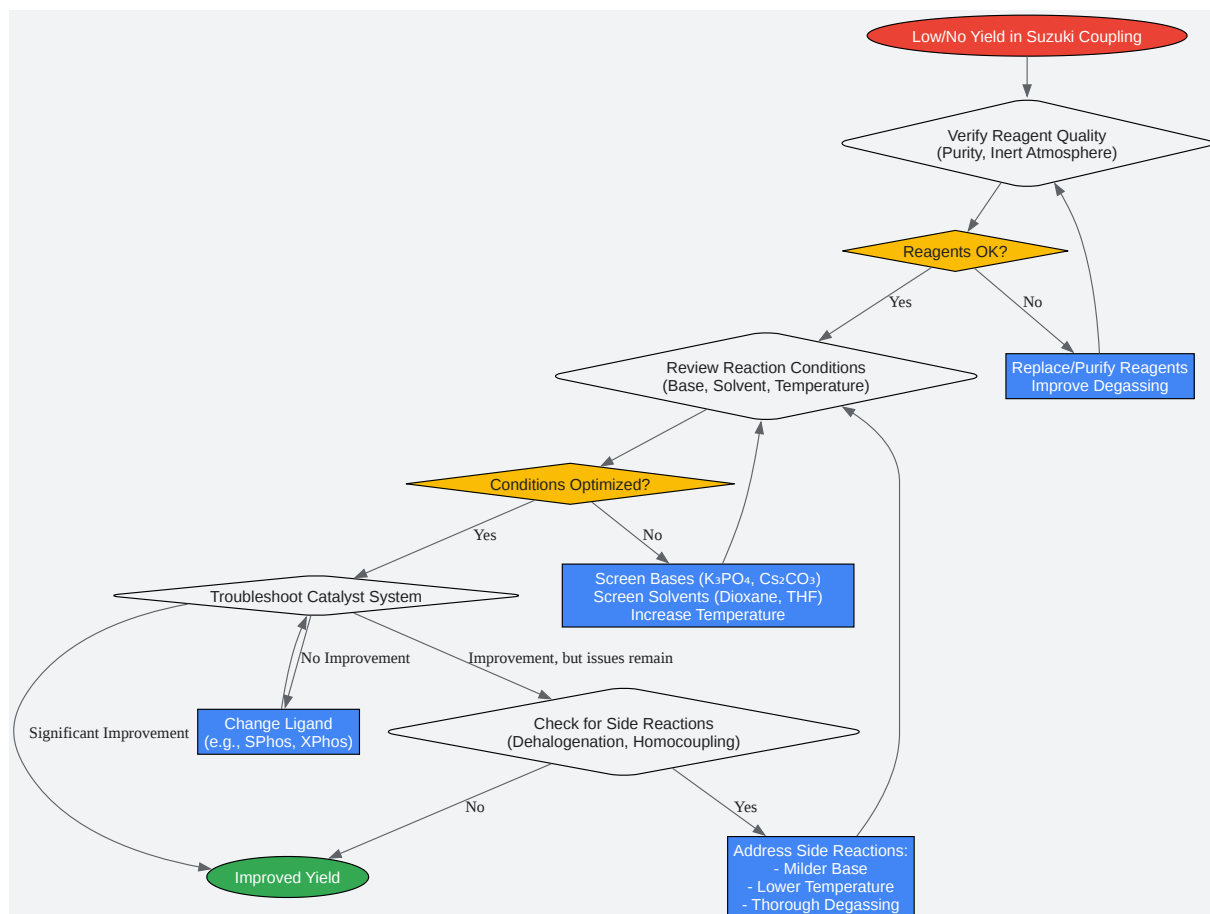 Low/No Yield in Suzuki Coupling
Verify Reagent Quality
(Purity, Inert Atmosphere)
Reagents OK?
Yes
No
Review Reaction Conditions
(Base, Solvent, Temperature)
Replace/Purify Reagents
Improve Degassing
Conditions Optimized?
Yes
No
Screen Bases (K₃PO₄, Cs₂CO₃)
Screen Solvents (Dioxane, THF)
Increase Temperature
Troubleshoot Catalyst System
No Improvement
Improvement, but issues remain
Significant Improvement
Change Ligand
(e.g., SPhos, XPhos)
Check for Side Reactions
(Dehalogenation, Homocoupling)
No
Yes
Improved Yield
Address Side Reactions:
- Milder Base
- Lower Temperature
- Thorough Degassing